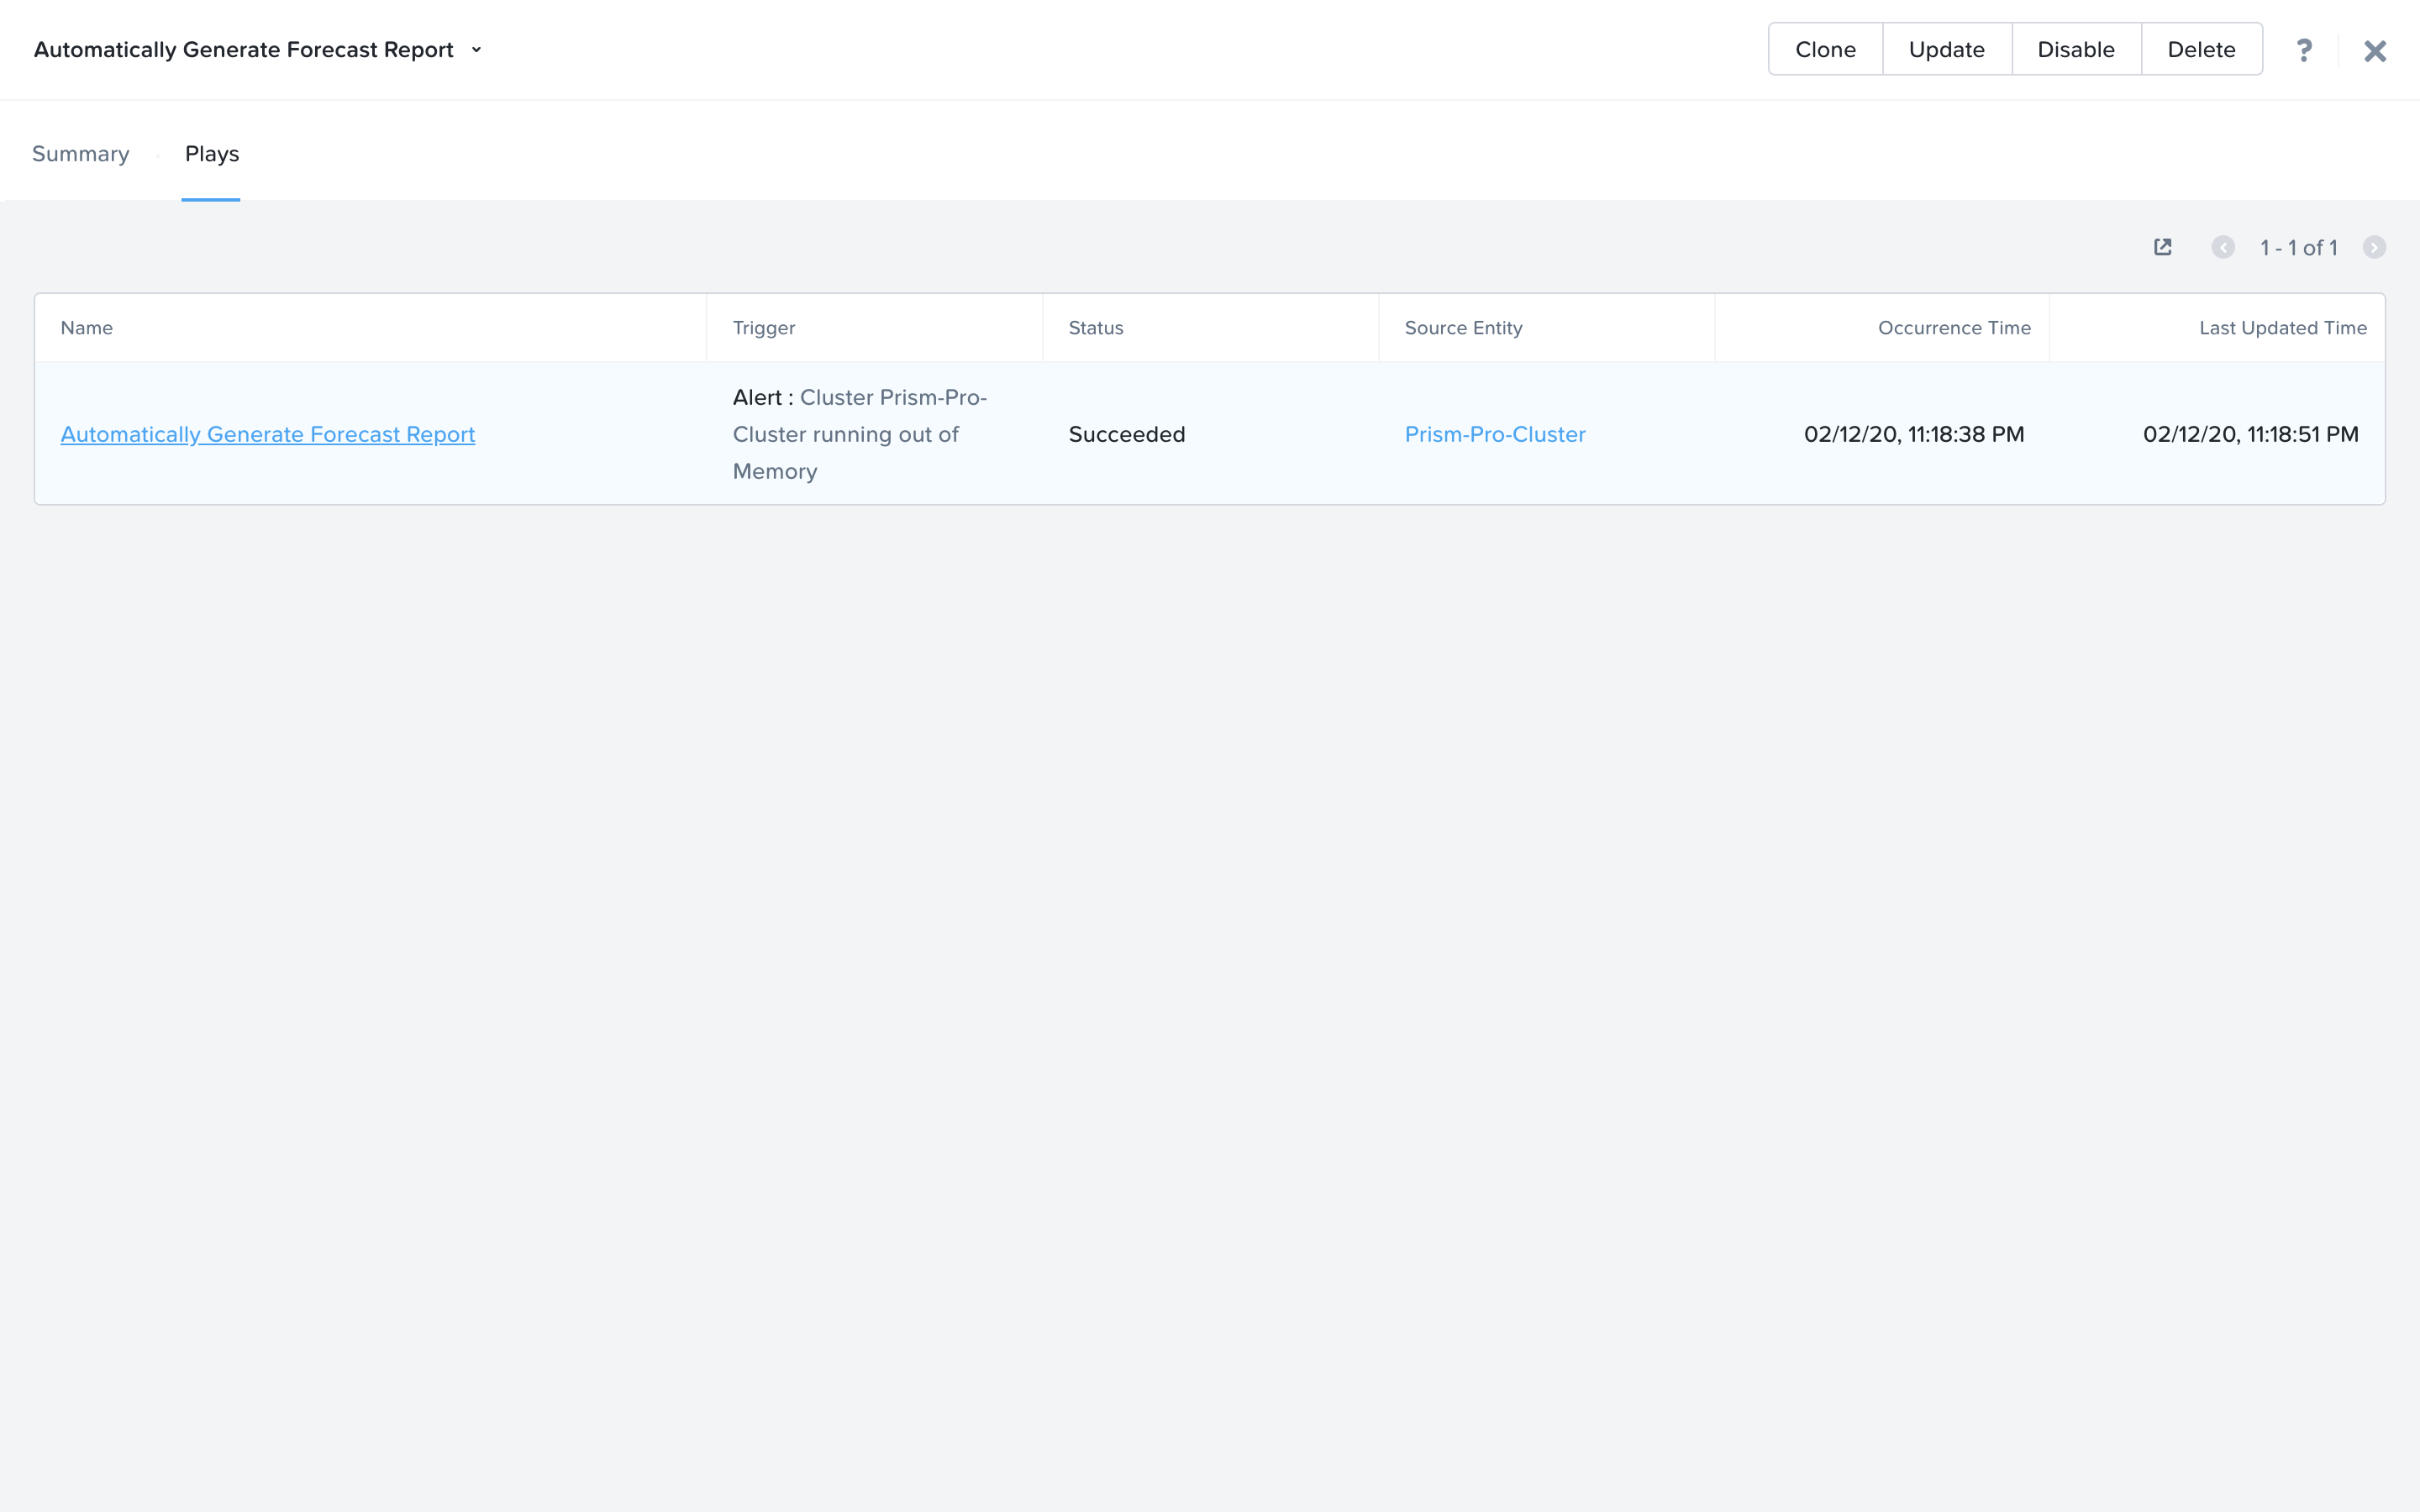 Automatically Generate Forecast Report
Clone Update Disable Delete ?
Summary Plays
1 - 1 of 1
Name Trigger Status Source Entity Occurrence Time Last Updated Time
Alert : Cluster Prism-Pro-
Automatically Generate Forecast Report Cluster running out of Succeeded Prism-Pro-Cluster 02/12/20, 11:18:38 PM 02/12/20, 11:18:51 PM
Memory